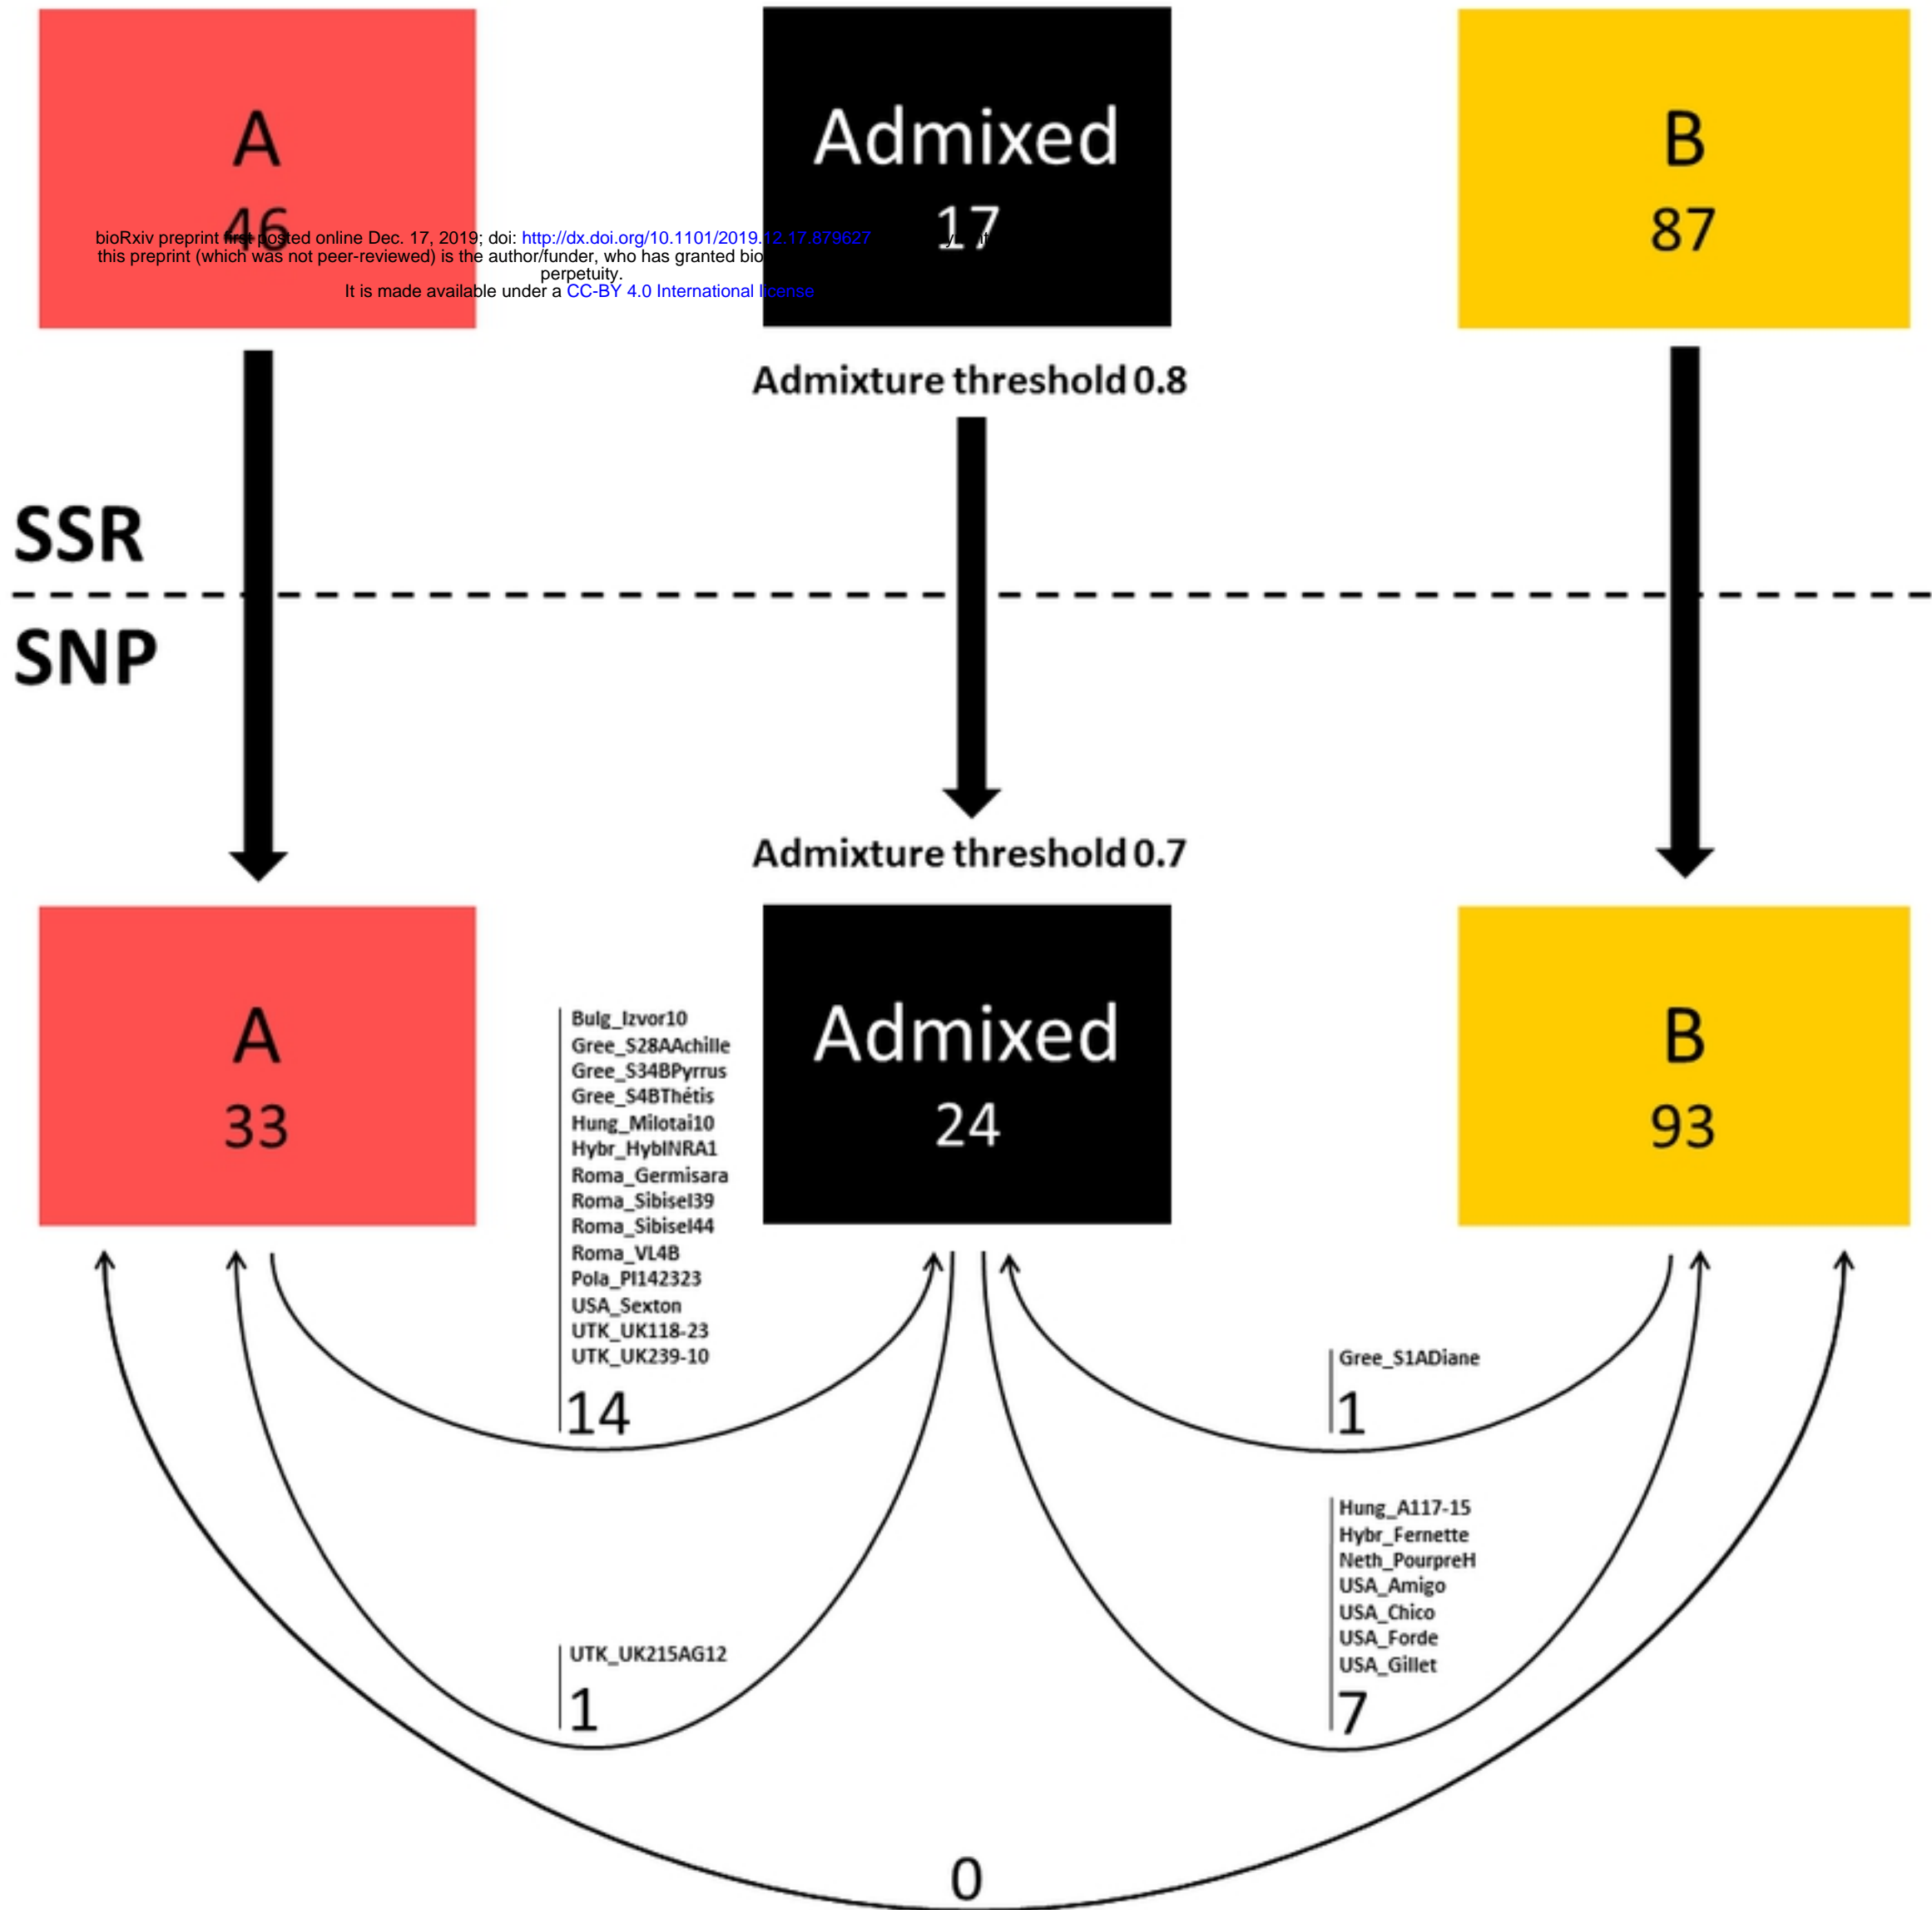 A
Admixed
B
46
17
87
bioRxiv preprint first posted online Dec. 17, 2019; doi: http://dx.doi.org/10.1101/2019.12.17.879627
this preprint (which was not peer-reviewed) is the author/funder, who has granted bio
perpetuity.
It is made available under a CC-BY 4.0 International license
Admixture threshold 0.8
SSR
SNP
Admixture threshold 0.7
A
33
Bulg_Izvor10
Gree_S28AAchille
Gree_S34BPyrrus
Gree_S4BThétis
Hung_Milotai10
Hybr_HybINRA1
Roma_Germisara
Roma_Sibisel39
Roma_Sibisel44
Roma_VL4B
Pola_PI142323
USA_Sexton
UTK_UK118-23
UTK_UK239-10
14
Admixed
24
B
93
Gree_S1ADiane
1
UTK_UK215AG12
1
Hung_A117-15
Hybr_Fernette
Neth_PourpreH
USA_Amigo
USA_Chico
USA_Forde
USA_Gillet
7
0